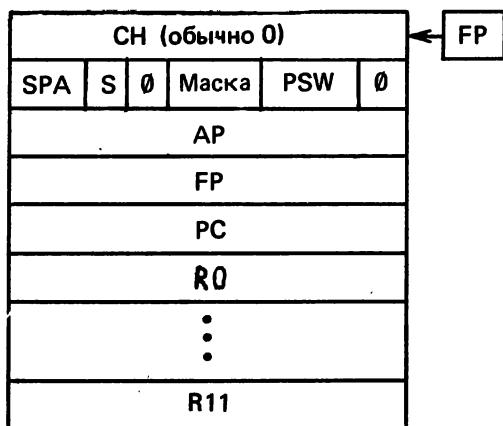 CH (обычно 0) FP
SPA S Ø Маска PSW Ø
AP
FP
PC
R0
R11